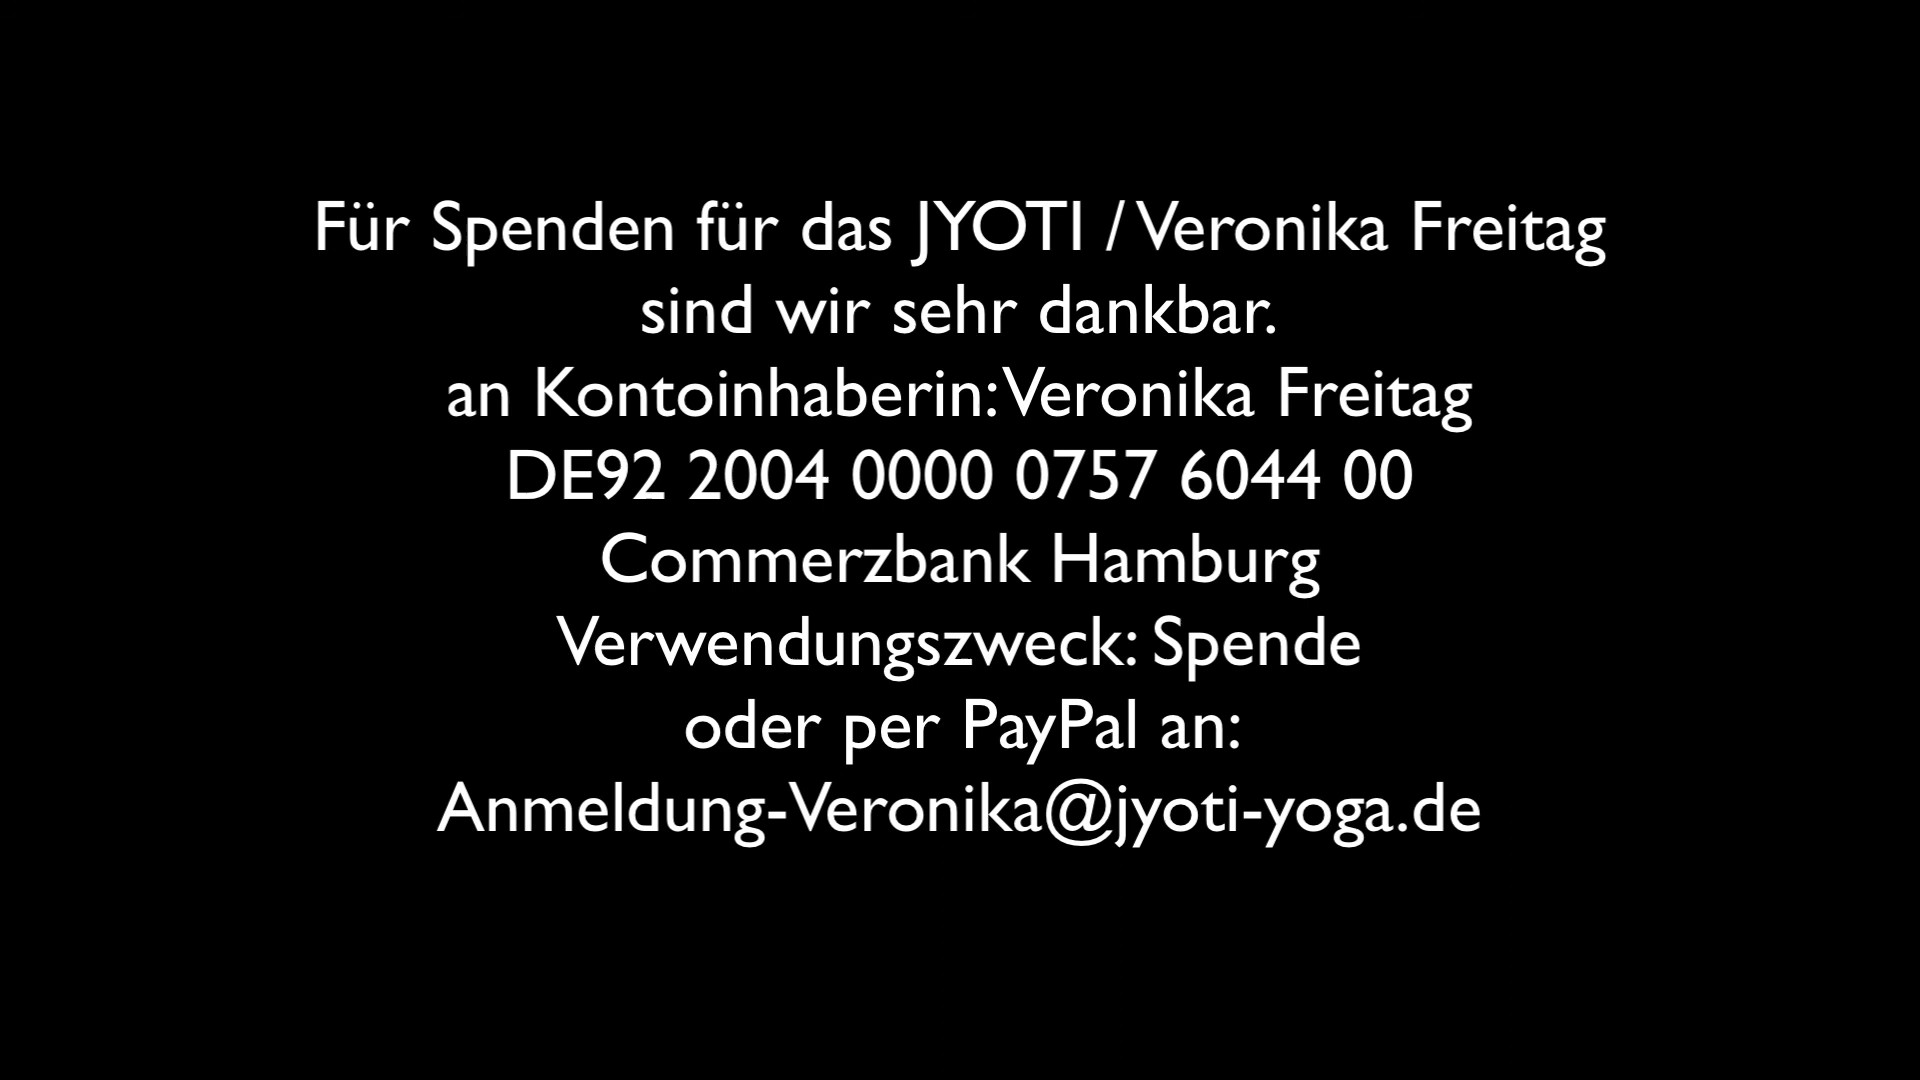 Für Spenden für das JYOTI / Veronika Freitag
sind wir sehr dankbar.
an Kontoinhaberin: Veronika Freitag
DE92 2004 0000 0757 6044 00
Commerzbank Hamburg
Verwendungszweck: Spende
oder per PayPal an:
Anmeldung-Veronika@jyoti-yoga.de